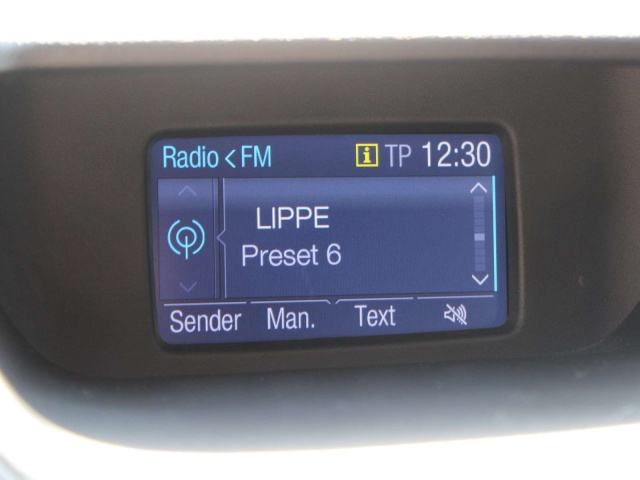 Radio < FM i TP 12:30
LIPPE
Preset 6
Sender Man. Text